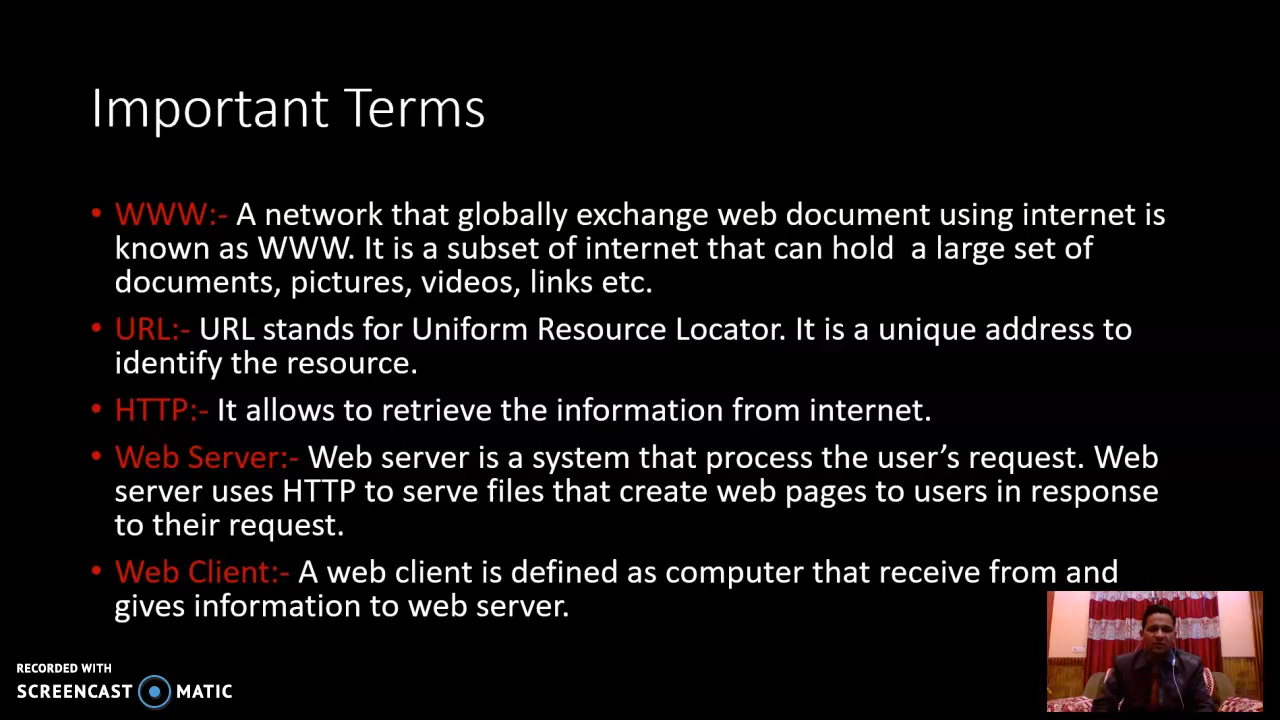 Important Terms
• WWW:- A network that globally exchange web document using internet is
known as WWW. It is a subset of internet that can hold  a large set of
documents, pictures, videos, links etc.
• URL:- URL stands for Uniform Resource Locator. It is a unique address to
identify the resource.
• HTTP:- It allows to retrieve the information from internet.
• Web Server:- Web server is a system that process the user’s request. Web
server uses HTTP to serve files that create web pages to users in response
to their request.
• Web Client:- A web client is defined as computer that receive from and
gives information to web server.
RECORDED WITH
SCREENCAST MATIC